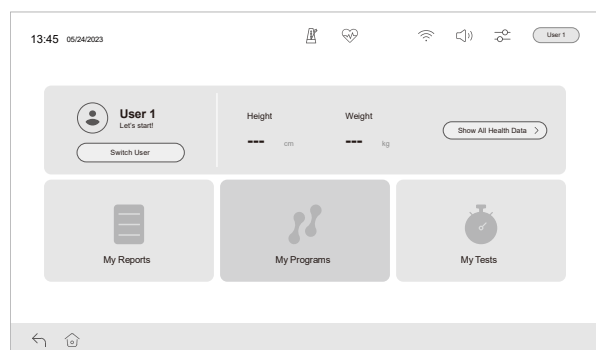 13:45 05/24/2023
User 1
User 1
Let's start!
Switch User
Height
--- cm
Weight
--- kg
Show All Health Data
My Reports
My Programs
My Tests